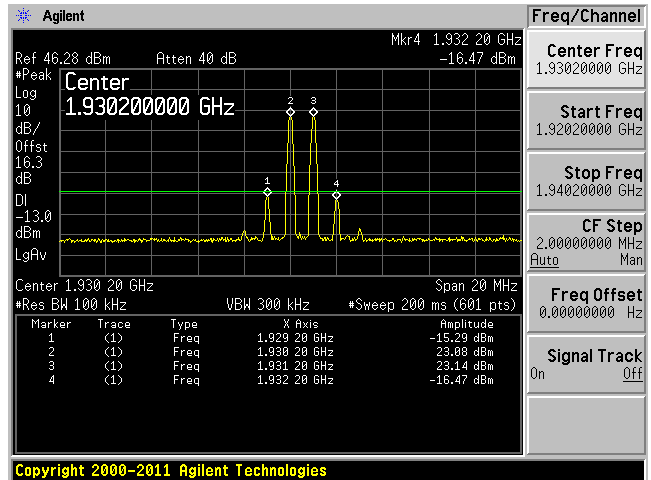 Agilent
Freq/Channel
Mkr4 1.932 20 GHz
Ref 46.28 dBm Atten 40 dB -16.47 dBm
#Peak
Log
10
dB/
Offst
16.3
dB
DI
-13.0
dBm
LgAv
Center
1.930200000 GHz
1
2
3
4
Center 1.930 20 GHz Span 20 MHz
#Res BW 100 kHz VBW 300 kHz #Sweep 200 ms (601 pts)
Marker Trace Type X Axis Amplitude
1 (1) Freq 1.929 20 GHz -15.29 dBm
2 (1) Freq 1.930 20 GHz 23.08 dBm
3 (1) Freq 1.931 20 GHz 23.14 dBm
4 (1) Freq 1.932 20 GHz -16.47 dBm
Center Freq
1.93020000 GHz
Start Freq
1.92020000 GHz
Stop Freq
1.94020000 GHz
CF Step
2.00000000 MHz
Auto Man
Freq Offset
0.00000000 Hz
Signal Track
On Off
Copyright 2000-2011 Agilent Technologies